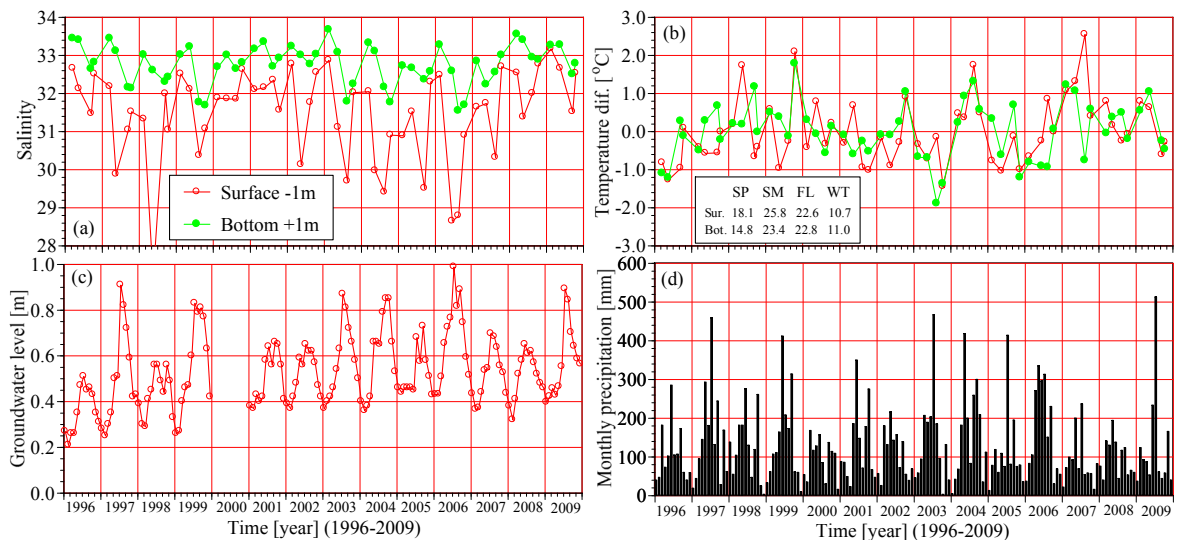 (a)
Salinity
34
33
32
31
30
29
28
Surface -1m
Bottom +1m
(b)
Temperature dif. [ °C]
3.0
2.0
1.0
0.0
-1.0
-2.0
-3.0
SP SM FL WT
Sur. 18.1 25.8 22.6 10.7
Bot. 14.8 23.4 22.8 11.0
(c)
Groundwater level [m]
1.0
0.8
0.6
0.4
0.2
0.0
1996 1997 1998 1999 2000 2001 2002 2003 2004 2005 2006 2007 2008 2009
Time [year] (1996-2009)
(d)
Monthly precipitation [mm]
600
500
400
300
200
100
0
1996 1997 1998 1999 2000 2001 2002 2003 2004 2005 2006 2007 2008 2009
Time [year] (1996-2009)